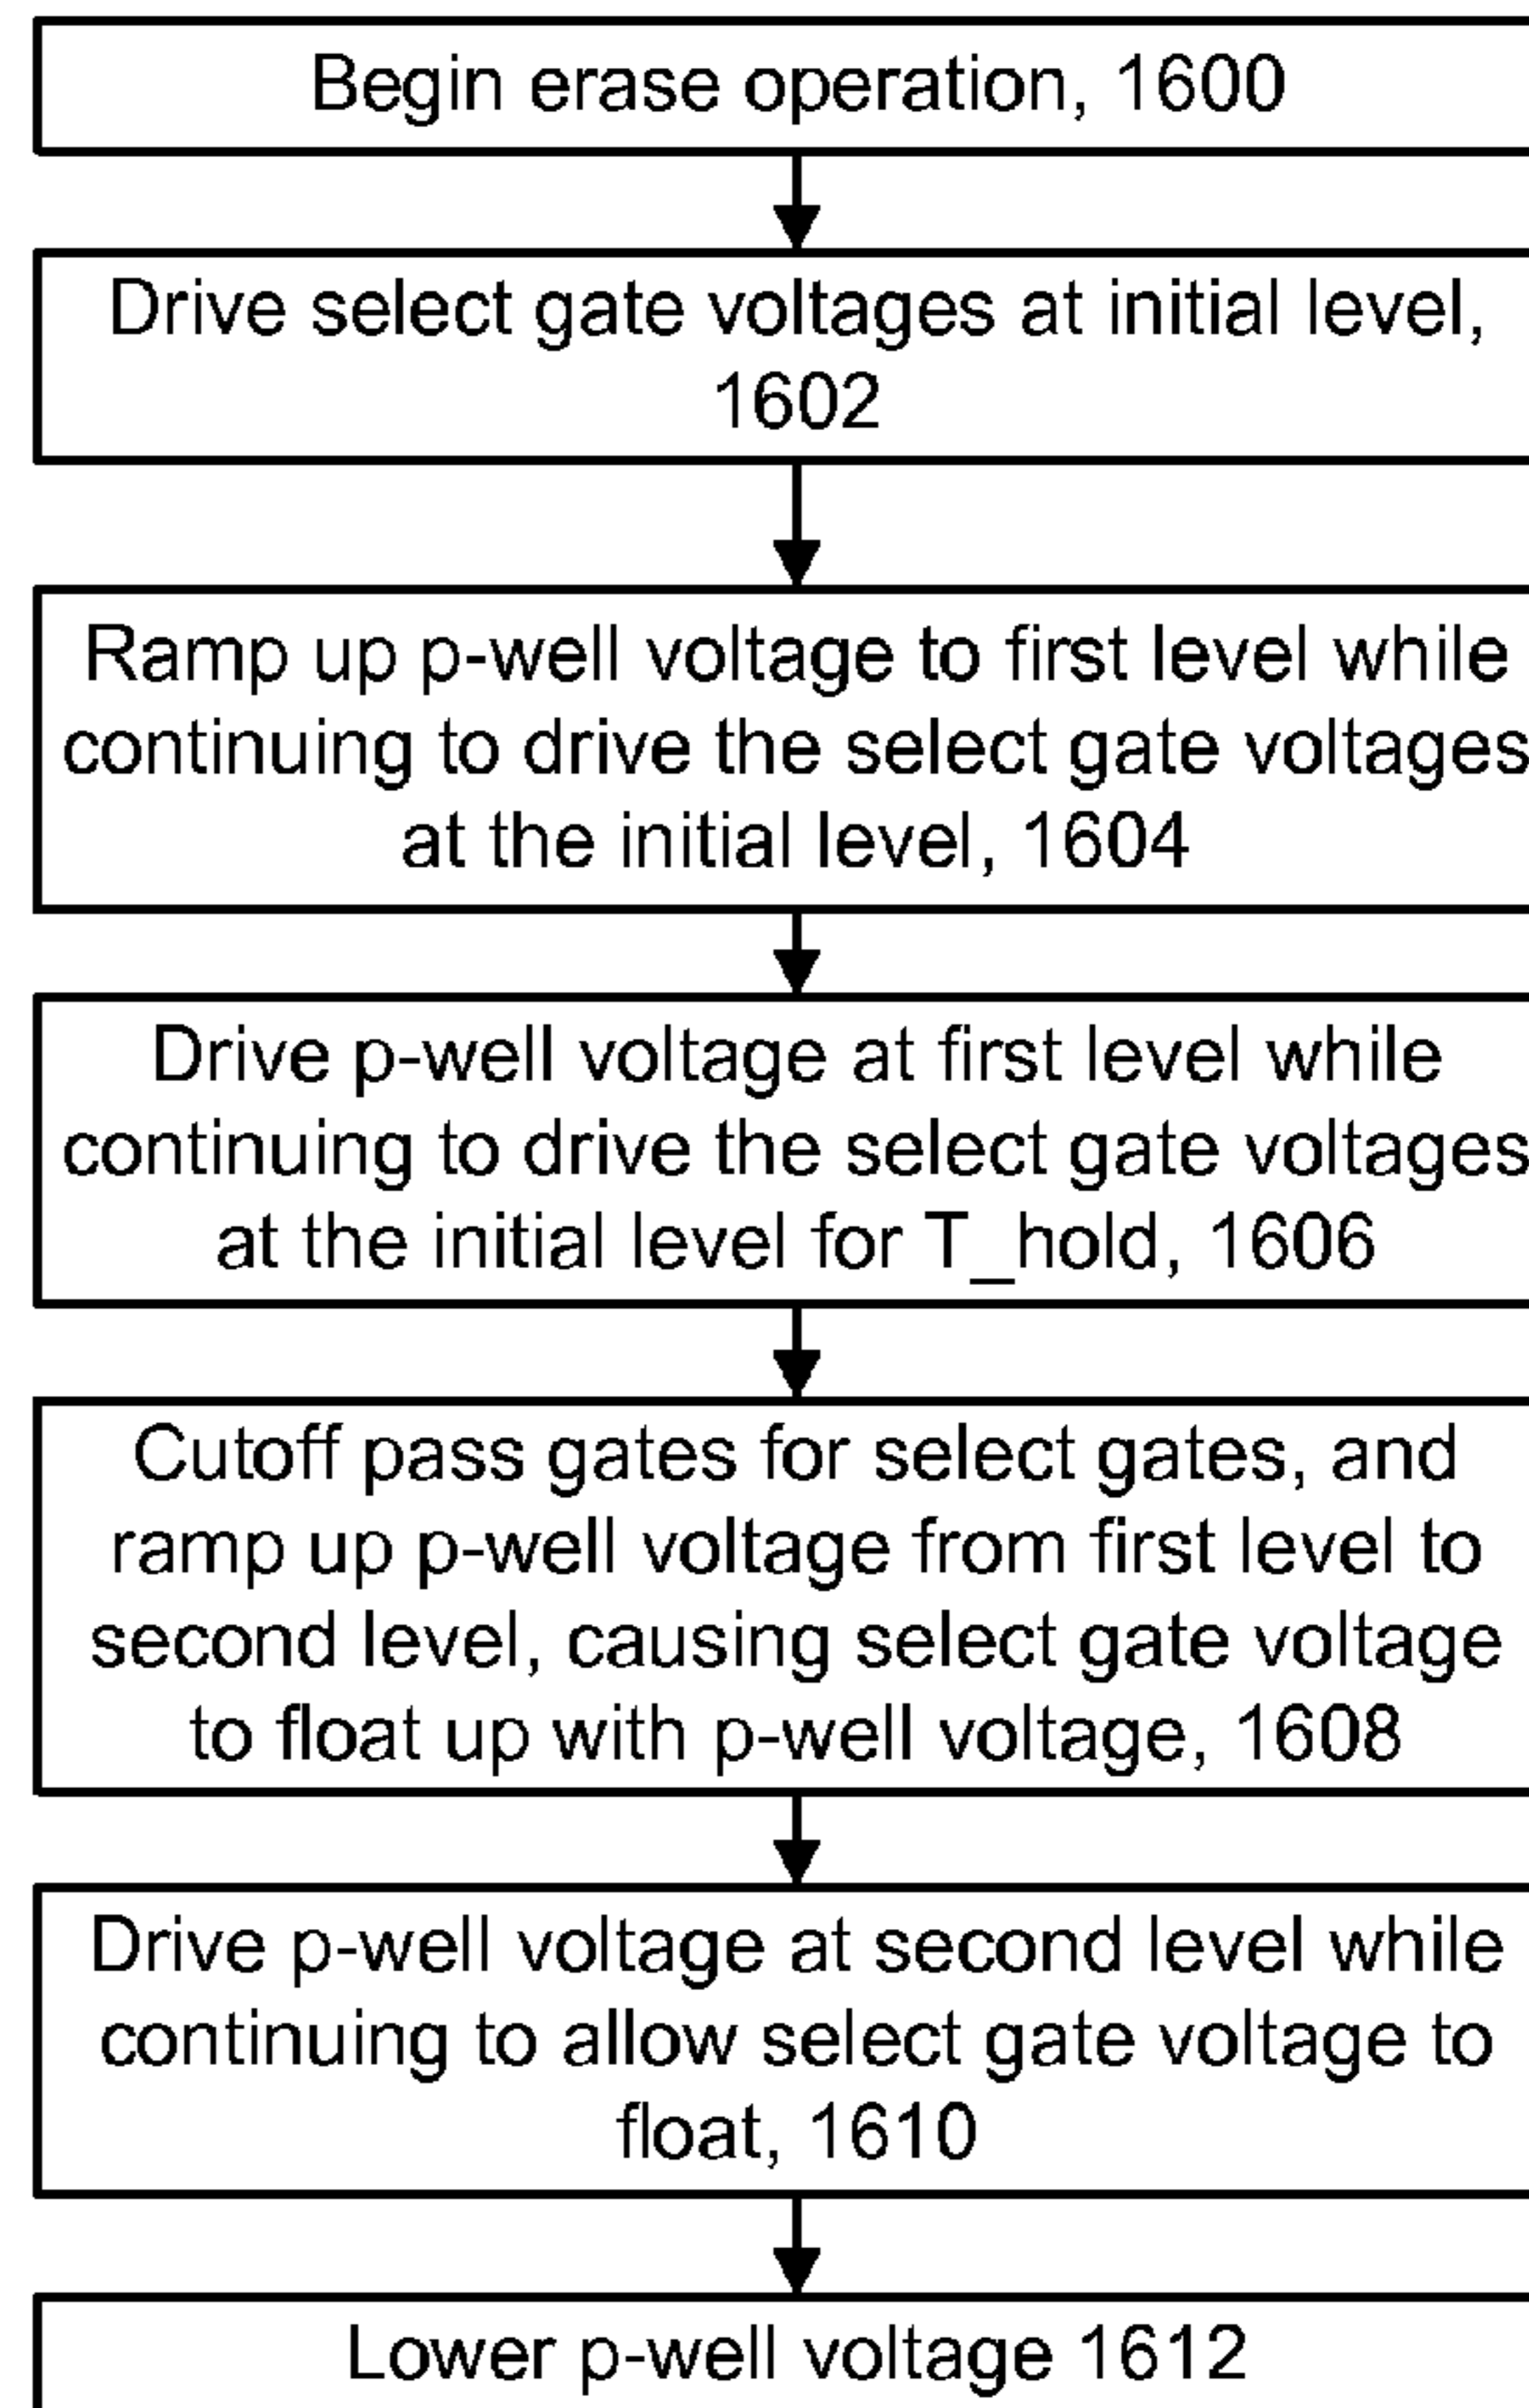 Begin erase operation, 1600
Drive select gate voltages at initial level,
1602
Ramp up p-well voltage to first level while
continuing to drive the select gate voltages
at the initial level, 1604
Drive p-well voltage at first level while
continuing to drive the select gate voltages
at the initial level for T_hold, 1606
Cutoff pass gates for select gates, and
ramp up p-well voltage from first level to
second level, causing select gate voltage
to float up with p-well voltage, 1608
Drive p-well voltage at second level while
continuing to allow select gate voltage to
float, 1610
Lower p-well voltage 1612